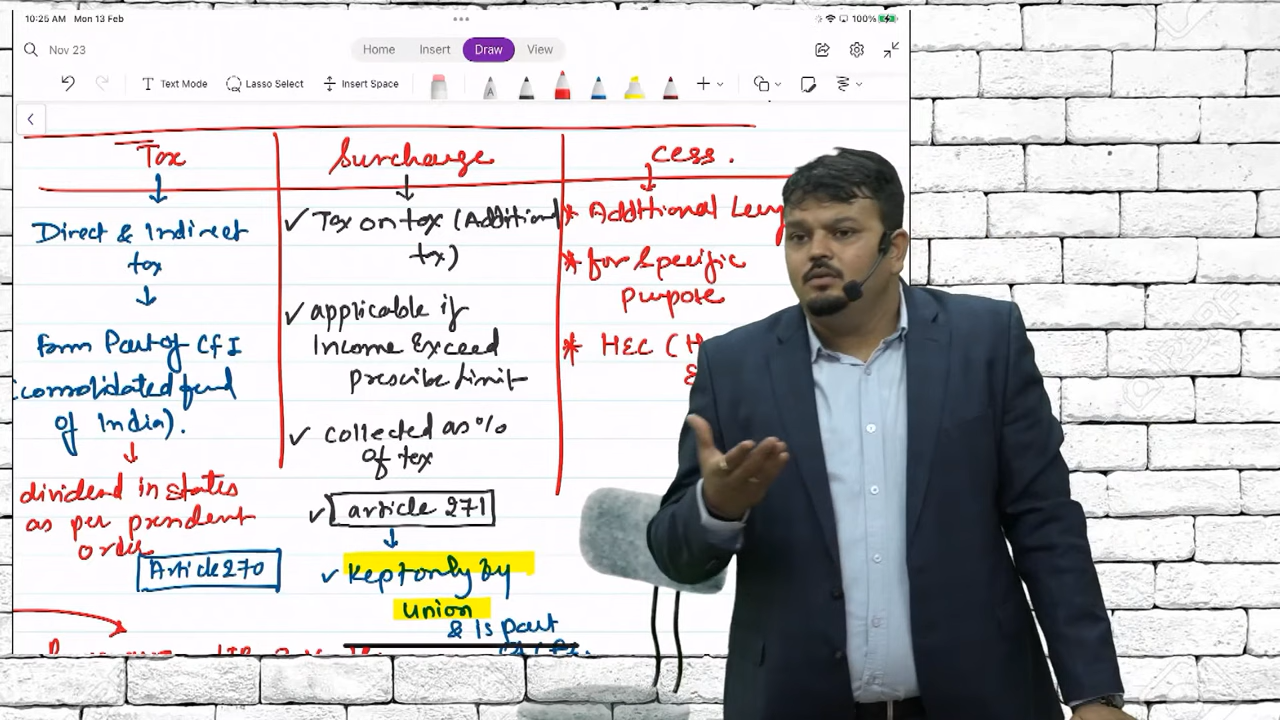 10:25 AM Mon 13 Feb
100%
Nov 23
Home Insert Draw View
Text Mode Lasso Select Insert Space
Tax
Direct & Indirect
tax
form Part of CFI
consolidated fund
of India).
dividend in states
as per president
order
Article 270
Surcharge
✓ Tax on tax (Additional
tax)
✓ applicable if
Income Exceed
prescribe limit
✓ collected as %
of tax
✓ article 271
✓ Kept only by
union
& Is part
cess.
* Additional Levy
* for Specific
purpose
* HEC (H
&